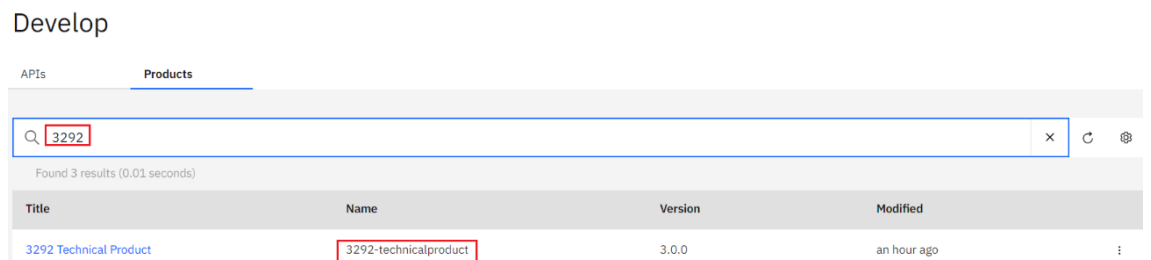 Develop
APIs Products
3292
Found 3 results (0.01 seconds)
Title Name Version Modified
3292 Technical Product 3292-technicalproduct 3.0.0 an hour ago